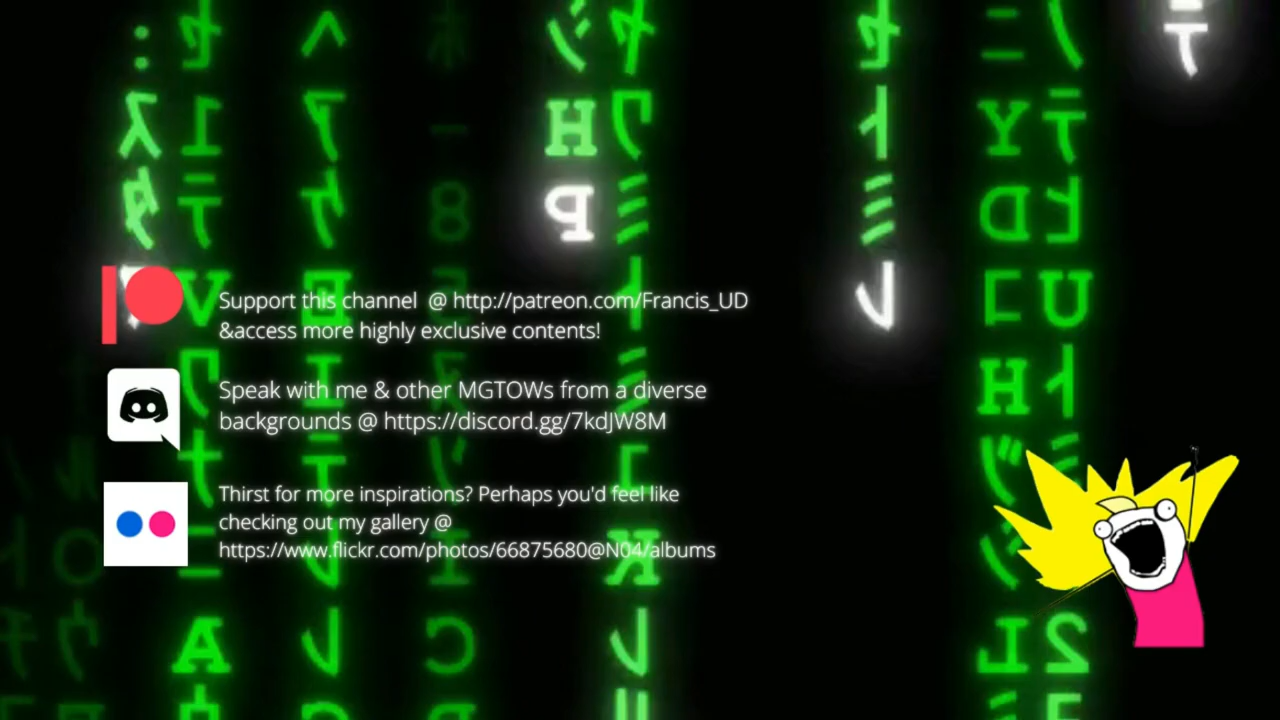 Support this channel @ http://patreon.com/Francis_UD
&access more highly exclusive contents!
Speak with me & other MGTOWs from a diverse
backgrounds @ https://discord.gg/7kdJW8M
Thirst for more inspirations? Perhaps you'd feel like
checking out my gallery @
https://www.flickr.com/photos/66875680@N04/albums